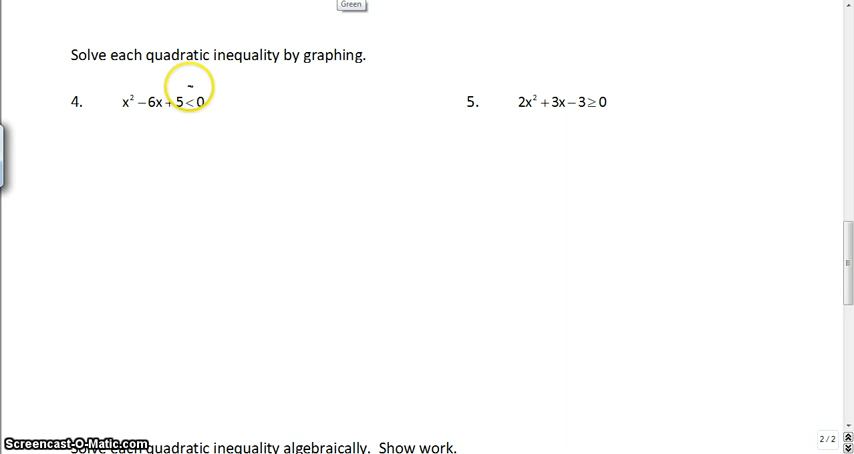 Green
Solve each quadratic inequality by graphing.
4. x² − 6x + 5 < 0
5. 2x² + 3x − 3 ≥ 0
2 / 2
Screencast-O-Matic.com
Solve each quadratic inequality algebraically. Show work.